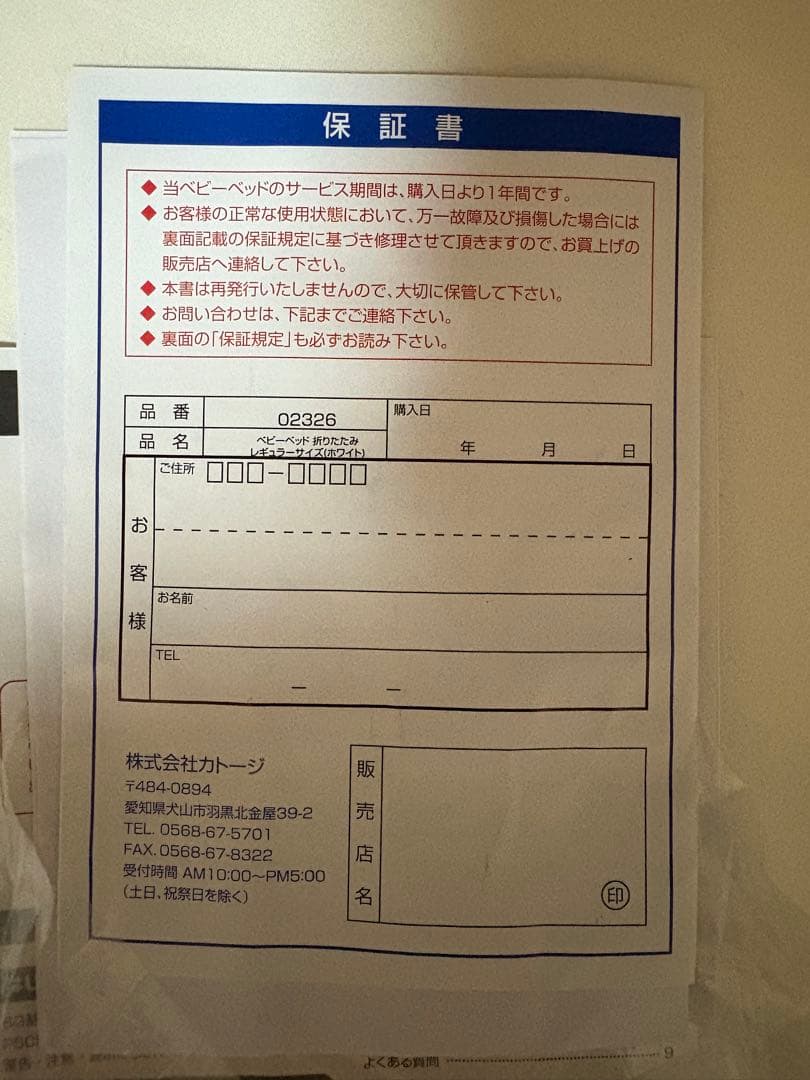 保証書
◆ 当ベビーベッドのサービス期間は、購入日より1年間です。
◆ お客様の正常な使用状態において、万一故障及び損傷した場合には
裏面記載の保証規定に基づき修理させて頂きますので、お買上げの
販売店へ連絡して下さい。
◆ 本書は再発行いたしませんので、大切に保管して下さい。
◆ お問い合わせは、下記までご連絡下さい。
◆ 裏面の「保証規定」も必ずお読み下さい。
品番
02326
購入日
年 月 日
品名
ベビーベッド 折りたたみ
レギュラーサイズ(ホワイト)
お客様
ご住所 □□□-□□□□
お名前
TEL
― ―
株式会社カトージ
〒484-0894
愛知県犬山市羽黒北金屋39-2
TEL. 0568-67-5701
FAX. 0568-67-8322
受付時間 AM10:00〜PM5:00
(土日、祝祭日を除く)
販売店名
印
よくある質問 9